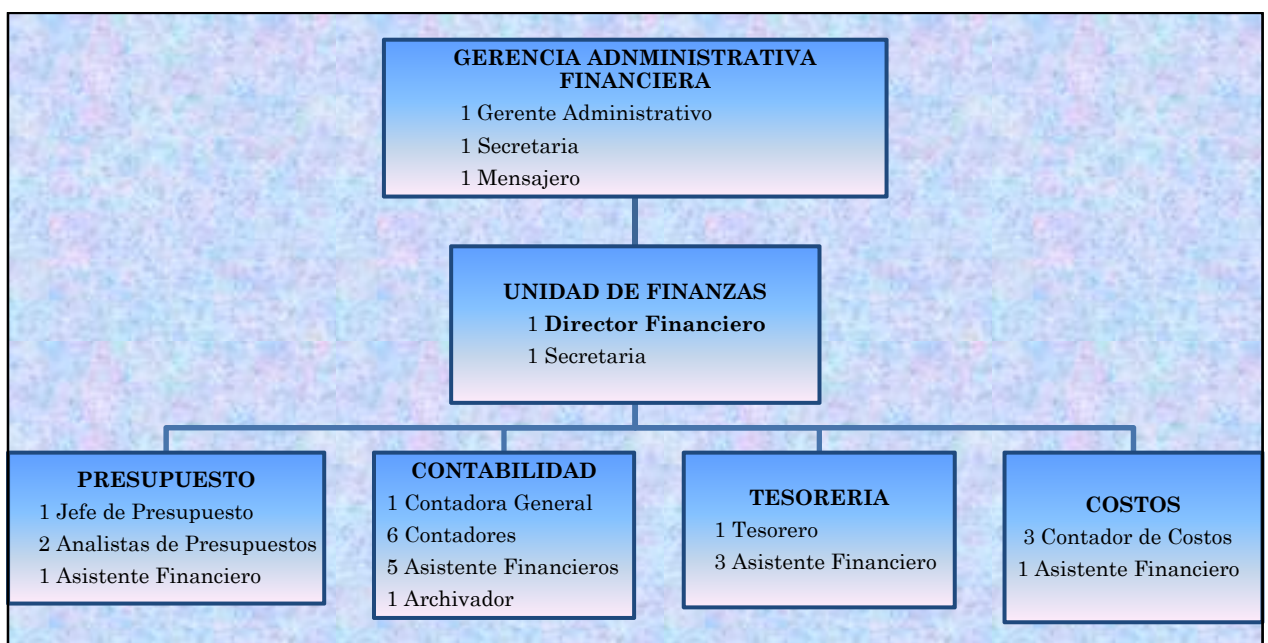 GERENCIA ADNMINISTRATIVA
FINANCIERA
1 Gerente Administrativo
1 Secretaria
1 Mensajero
UNIDAD DE FINANZAS
1 Director Financiero
1 Secretaria
PRESUPUESTO
1 Jefe de Presupuesto
2 Analistas de Presupuestos
1 Asistente Financiero
CONTABILIDAD
1 Contadora General
6 Contadores
5 Asistente Financieros
1 Archivador
TESORERIA
1 Tesorero
3 Asistente Financiero
COSTOS
3 Contador de Costos
1 Asistente Financiero